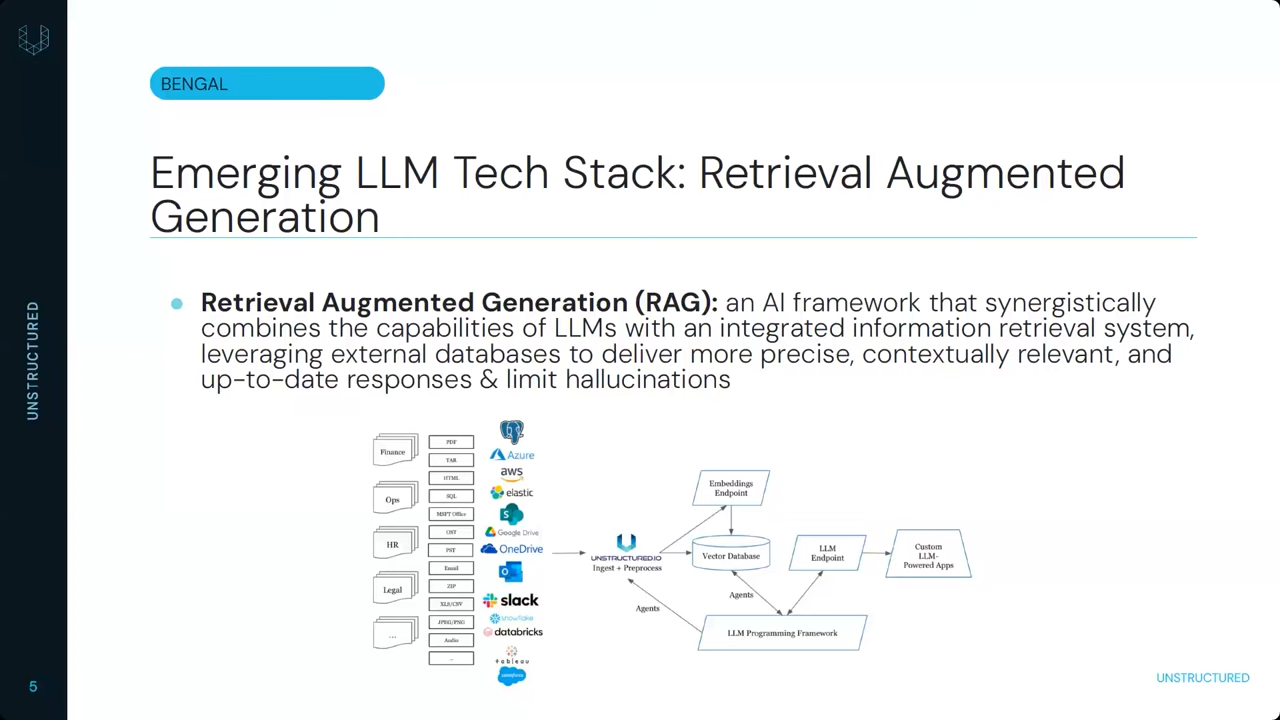 BENGAL
Emerging LLM Tech Stack: Retrieval Augmented
Generation
Retrieval Augmented Generation (RAG): an AI framework that synergistically
combines the capabilities of LLMs with an integrated information retrieval system,
leveraging external databases to deliver more precise, contextually relevant, and
up-to-date responses & limit hallucinations
Finance
Ops
HR
Legal
...
PDF
TAR
HTML
SQL
MSFT Office
OST
PST
Email
ZIP
XLS/CSV
JPEG/PNG
Audio
...
Azure
aws
elastic
S
Google Drive
OneDrive
slack
snowflake
databricks
tableau
salesforce
UNSTRUCTURED.IO
Ingest + Preprocess
Embeddings
Endpoint
Vector Database
LLM
Endpoint
Custom
LLM-
Powered Apps
Agents
Agents
LLM Programming Framework
UNSTRUCTURED
5
UNSTRUCTURED